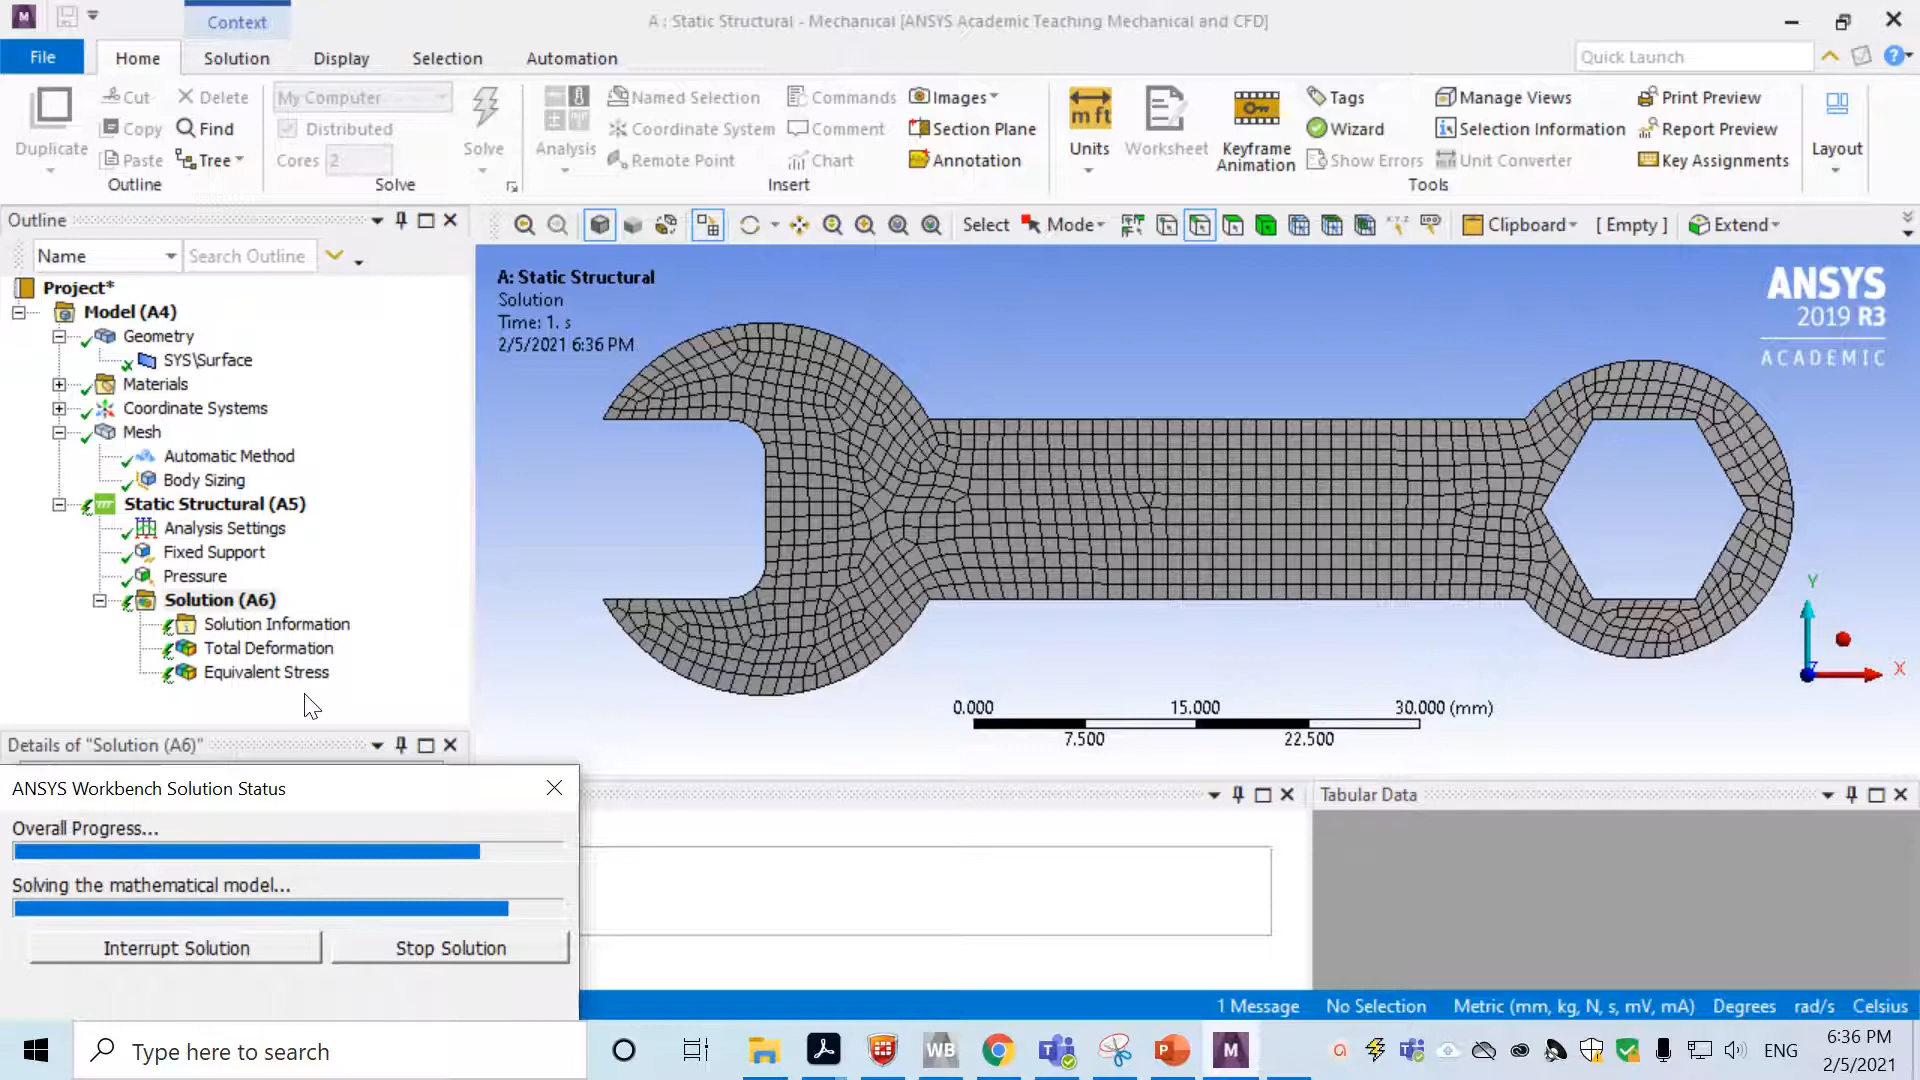 Context
A : Static Structural - Mechanical [ANSYS Academic Teaching Mechanical and CFD]
File
Home
Solution
Display
Selection
Automation
Quick Launch
Duplicate
Cut
Copy
Paste
Delete
Find
Tree
Outline
My Computer
Distributed
Cores 2
Solve
Solve
Analysis
Named Selection
Coordinate System
Remote Point
Commands
Comment
Chart
Insert
Images
Section Plane
Annotation
mft
Units
Worksheet
Keyframe
Animation
Tags
Wizard
Show Errors
Manage Views
Selection Information
Unit Converter
Tools
Print Preview
Report Preview
Key Assignments
Layout
Outline
Name
Search Outline
Select
Mode
Clipboard
[ Empty ]
Extend
Project*
Model (A4)
Geometry
SYS\Surface
Materials
Coordinate Systems
Mesh
Automatic Method
Body Sizing
Static Structural (A5)
Analysis Settings
Fixed Support
Pressure
Solution (A6)
Solution Information
Total Deformation
Equivalent Stress
A: Static Structural
Solution
Time: 1. s
2/5/2021 6:36 PM
ANSYS
2019 R3
ACADEMIC
Y
X
Z
0.000 15.000 30.000 (mm)
7.500 22.500
Details of "Solution (A6)"
ANSYS Workbench Solution Status
Overall Progress...
Solving the mathematical model...
Interrupt Solution
Stop Solution
Tabular Data
1 Message
No Selection
Metric (mm, kg, N, s, mV, mA)
Degrees
rad/s
Celsius
Type here to search
WB
M
ENG
6:36 PM
2/5/2021